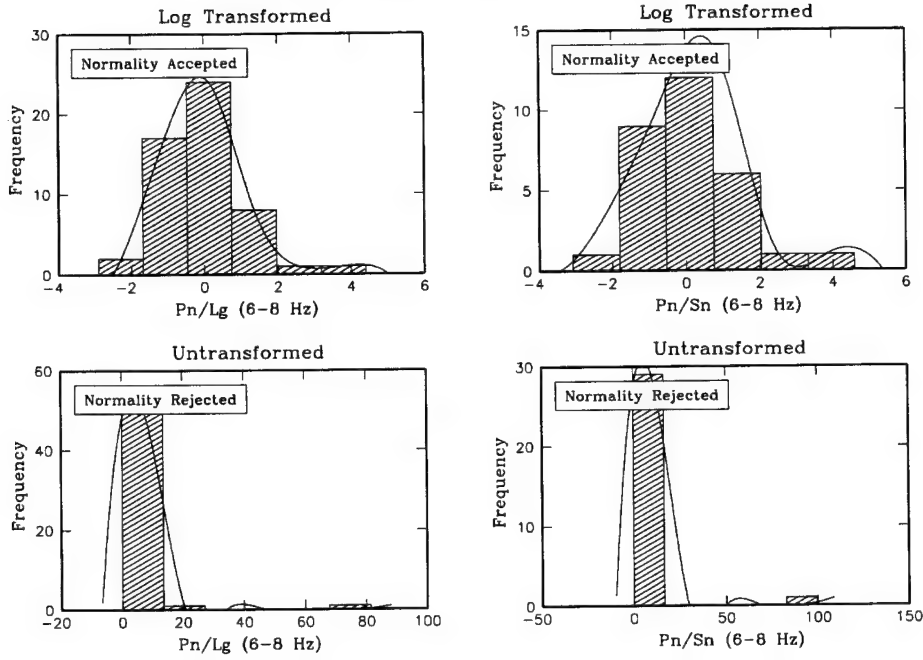 Log Transformed
30
20
10
0
Frequency
Normality Accepted
−4
−2
0
2
4
6
Pn/Lg (6−8 Hz)
Log Transformed
15
10
5
0
Frequency
Normality Accepted
−4
−2
0
2
4
6
Pn/Sn (6−8 Hz)
Untransformed
60
40
20
0
Frequency
Normality Rejected
−20
0
20
40
60
80
100
Pn/Lg (6−8 Hz)
Untransformed
30
20
10
0
Frequency
Normality Rejected
−50
0
50
100
150
Pn/Sn (6−8 Hz)